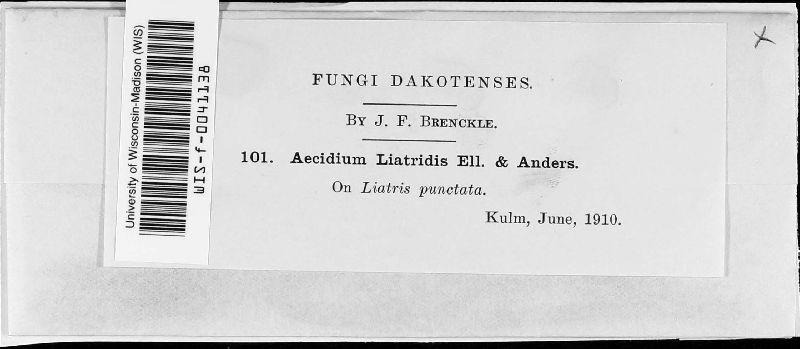 University of Wisconsin-Madison (WIS)
WIS-f-0041138
FUNGI DAKOTENSES.
BY J. F. BRENCKLE.
101. Aecidium Liatridis Ell. & Anders.
On Liatris punctata.
Kulm, June, 1910.